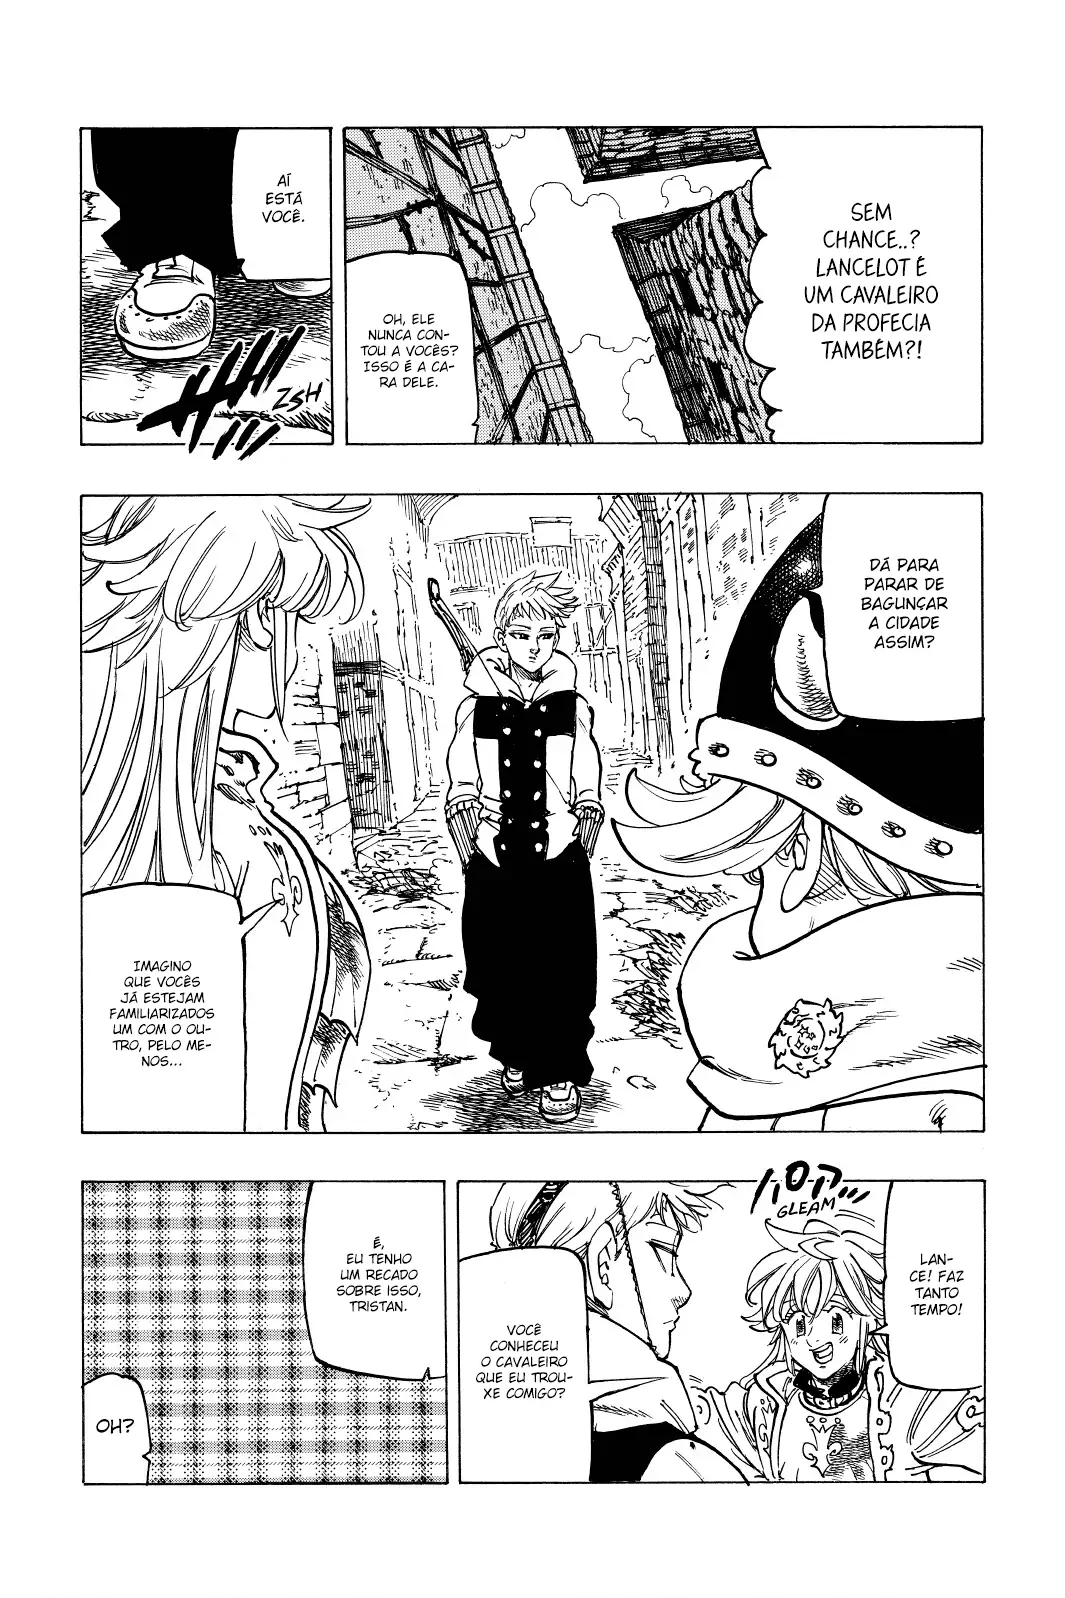 SEM
CHANCE..?
LANCELOT É
UM CAVALEIRO
DA PROFECIA
TAMBÉM?!
OH, ELE
NUNCA CON-
TOU A VOCÊS?
ISSO É A CA-
RA DELE.
AÍ
ESTÁ
VOCÊ.
ZSH
DÁ PARA
PARAR DE
BAGUNÇAR
A CIDADE
ASSIM?
IMAGINO
QUE VOCÊS
JÁ ESTEJAM
FAMILIARIZADOS
UM COM O OU-
TRO, PELO ME-
NOS...
パアァ...
GLEAM
LAN-
CE! FAZ
TANTO
TEMPO!
VOCÊ
CONHECEU
O CAVALEIRO
QUE EU TROU-
XE COMIGO?
É,
EU TENHO
UM RECADO
SOBRE ISSO,
TRISTAN.
OH?